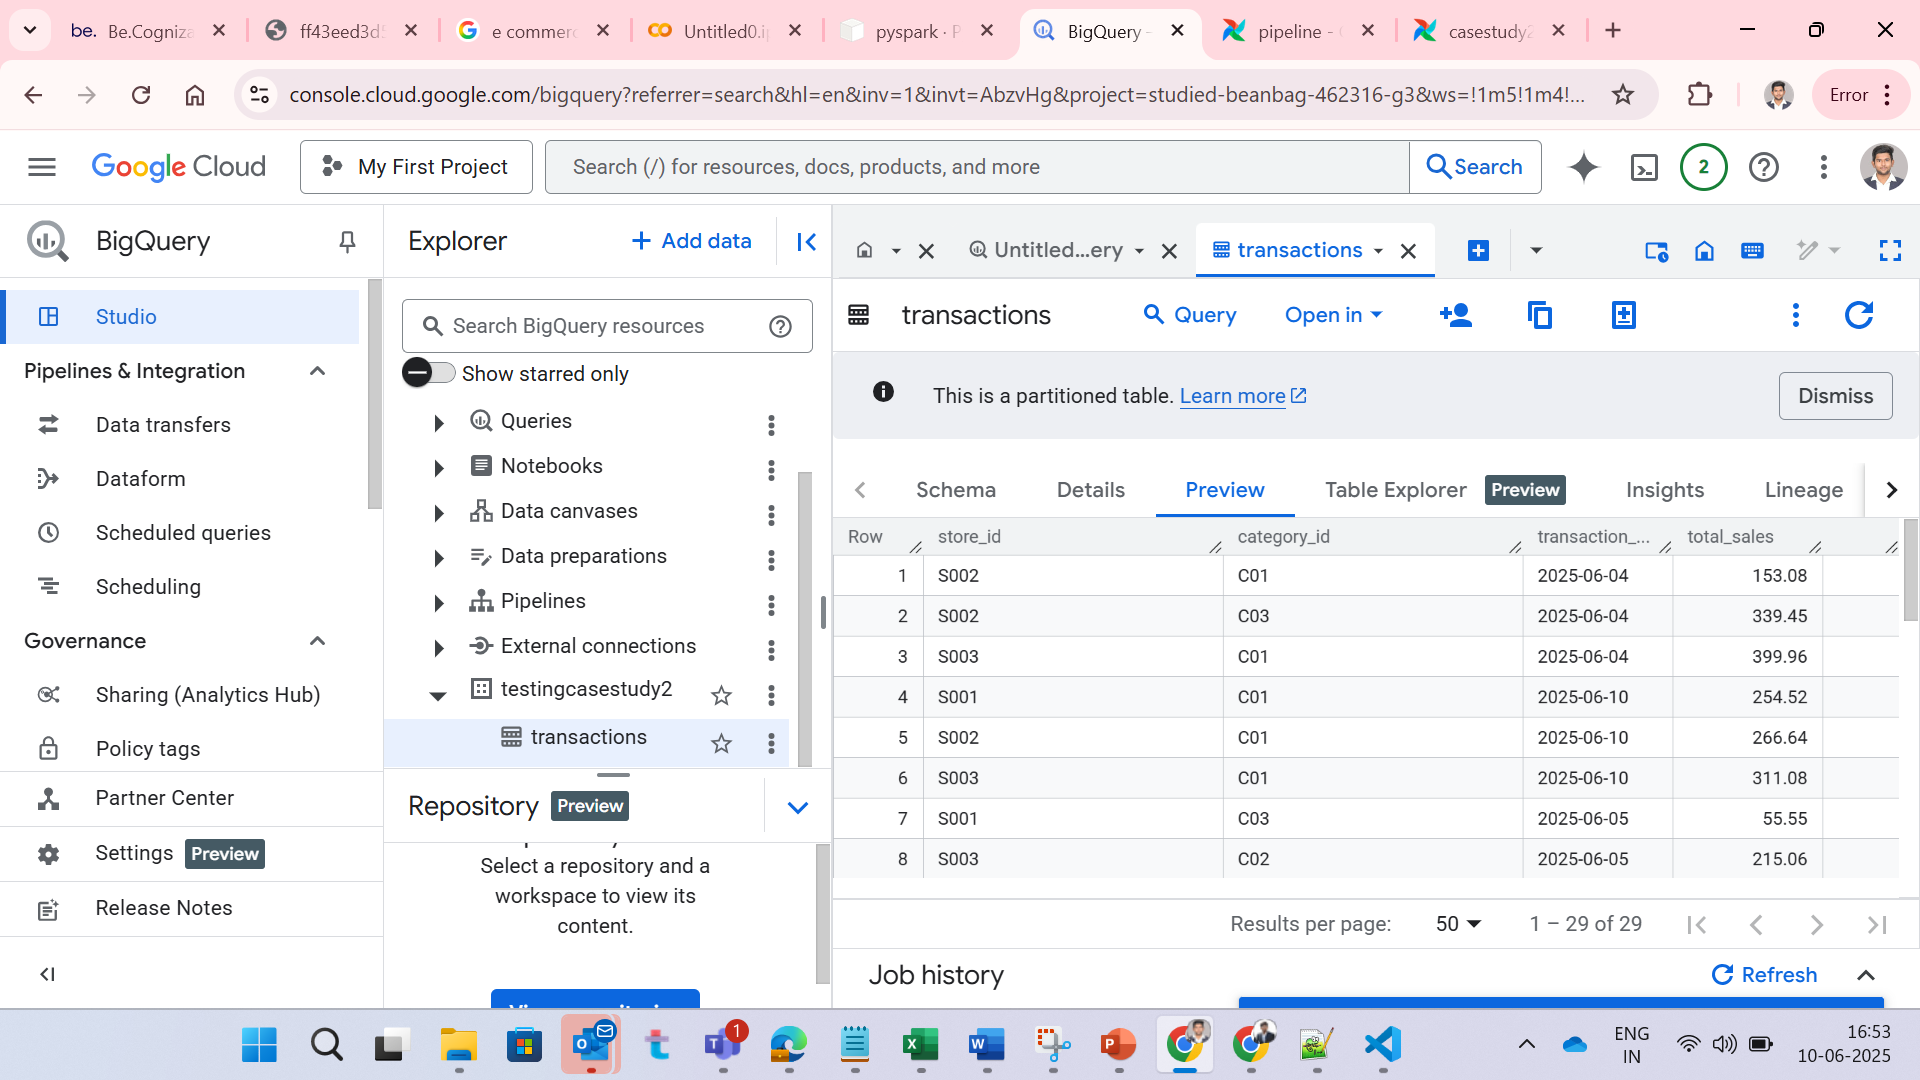 be. Be.Cogniza
ff43eed3d5
e commerc
Untitled0.i
pyspark · P
BigQuery -
pipeline -
casestudy2
console.cloud.google.com/bigquery?referrer=search&hl=en&inv=1&invt=AbzvHg&project=studied-beanbag-462316-g3&ws=!1m5!1m4!...
Error
Google Cloud
My First Project
Search (/) for resources, docs, products, and more
Search
2
BigQuery
Studio
Pipelines & Integration
Data transfers
Dataform
Scheduled queries
Scheduling
Governance
Sharing (Analytics Hub)
Policy tags
Partner Center
Settings Preview
Release Notes
Explorer
+ Add data
Search BigQuery resources
Show starred only
Queries
Notebooks
Data canvases
Data preparations
Pipelines
External connections
testingcasestudy2
transactions
Repository Preview
Select a repository and a
workspace to view its
content.
Untitled...ery
transactions
transactions
Query
Open in
This is a partitioned table. Learn more
Dismiss
Schema Details Preview Table Explorer Preview Insights Lineage
Row store_id category_id transaction_... total_sales
1 S002 C01 2025-06-04 153.08
2 S002 C03 2025-06-04 339.45
3 S003 C01 2025-06-04 399.96
4 S001 C01 2025-06-10 254.52
5 S002 C01 2025-06-10 266.64
6 S003 C01 2025-06-10 311.08
7 S001 C03 2025-06-05 55.55
8 S003 C02 2025-06-05 215.06
Results per page: 50 1 – 29 of 29
Job history
Refresh
1
ENG
IN
16:53
10-06-2025